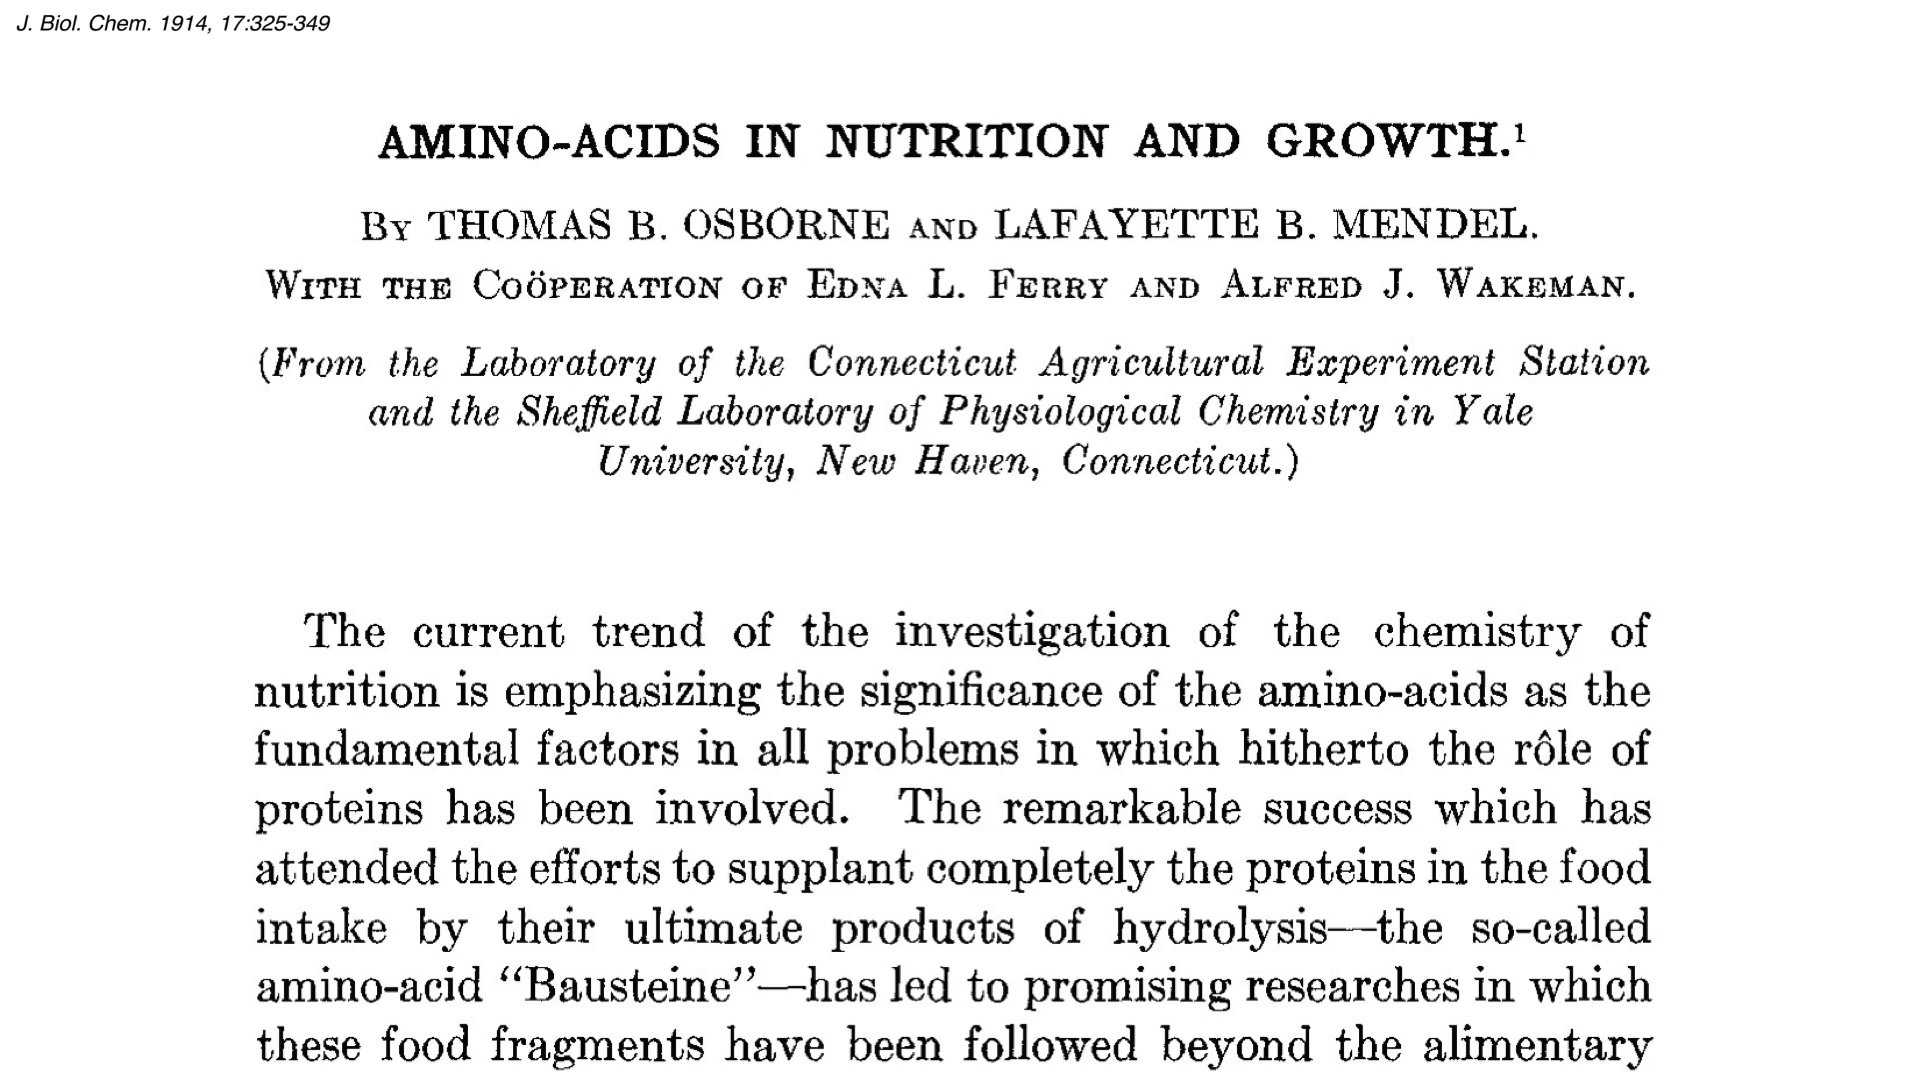 J. Biol. Chem. 1914, 17:325-349
AMINO-ACIDS IN NUTRITION AND GROWTH.¹
By THOMAS B. OSBORNE AND LAFAYETTE B. MENDEL.
With the Coöperation of Edna L. Ferry and Alfred J. Wakeman.
(From the Laboratory of the Connecticut Agricultural Experiment Station
and the Sheffield Laboratory of Physiological Chemistry in Yale
University, New Haven, Connecticut.)
The current trend of the investigation of the chemistry of
nutrition is emphasizing the significance of the amino-acids as the
fundamental factors in all problems in which hitherto the rôle of
proteins has been involved. The remarkable success which has
attended the efforts to supplant completely the proteins in the food
intake by their ultimate products of hydrolysis—the so-called
amino-acid “Bausteine”—has led to promising researches in which
these food fragments have been followed beyond the alimentary